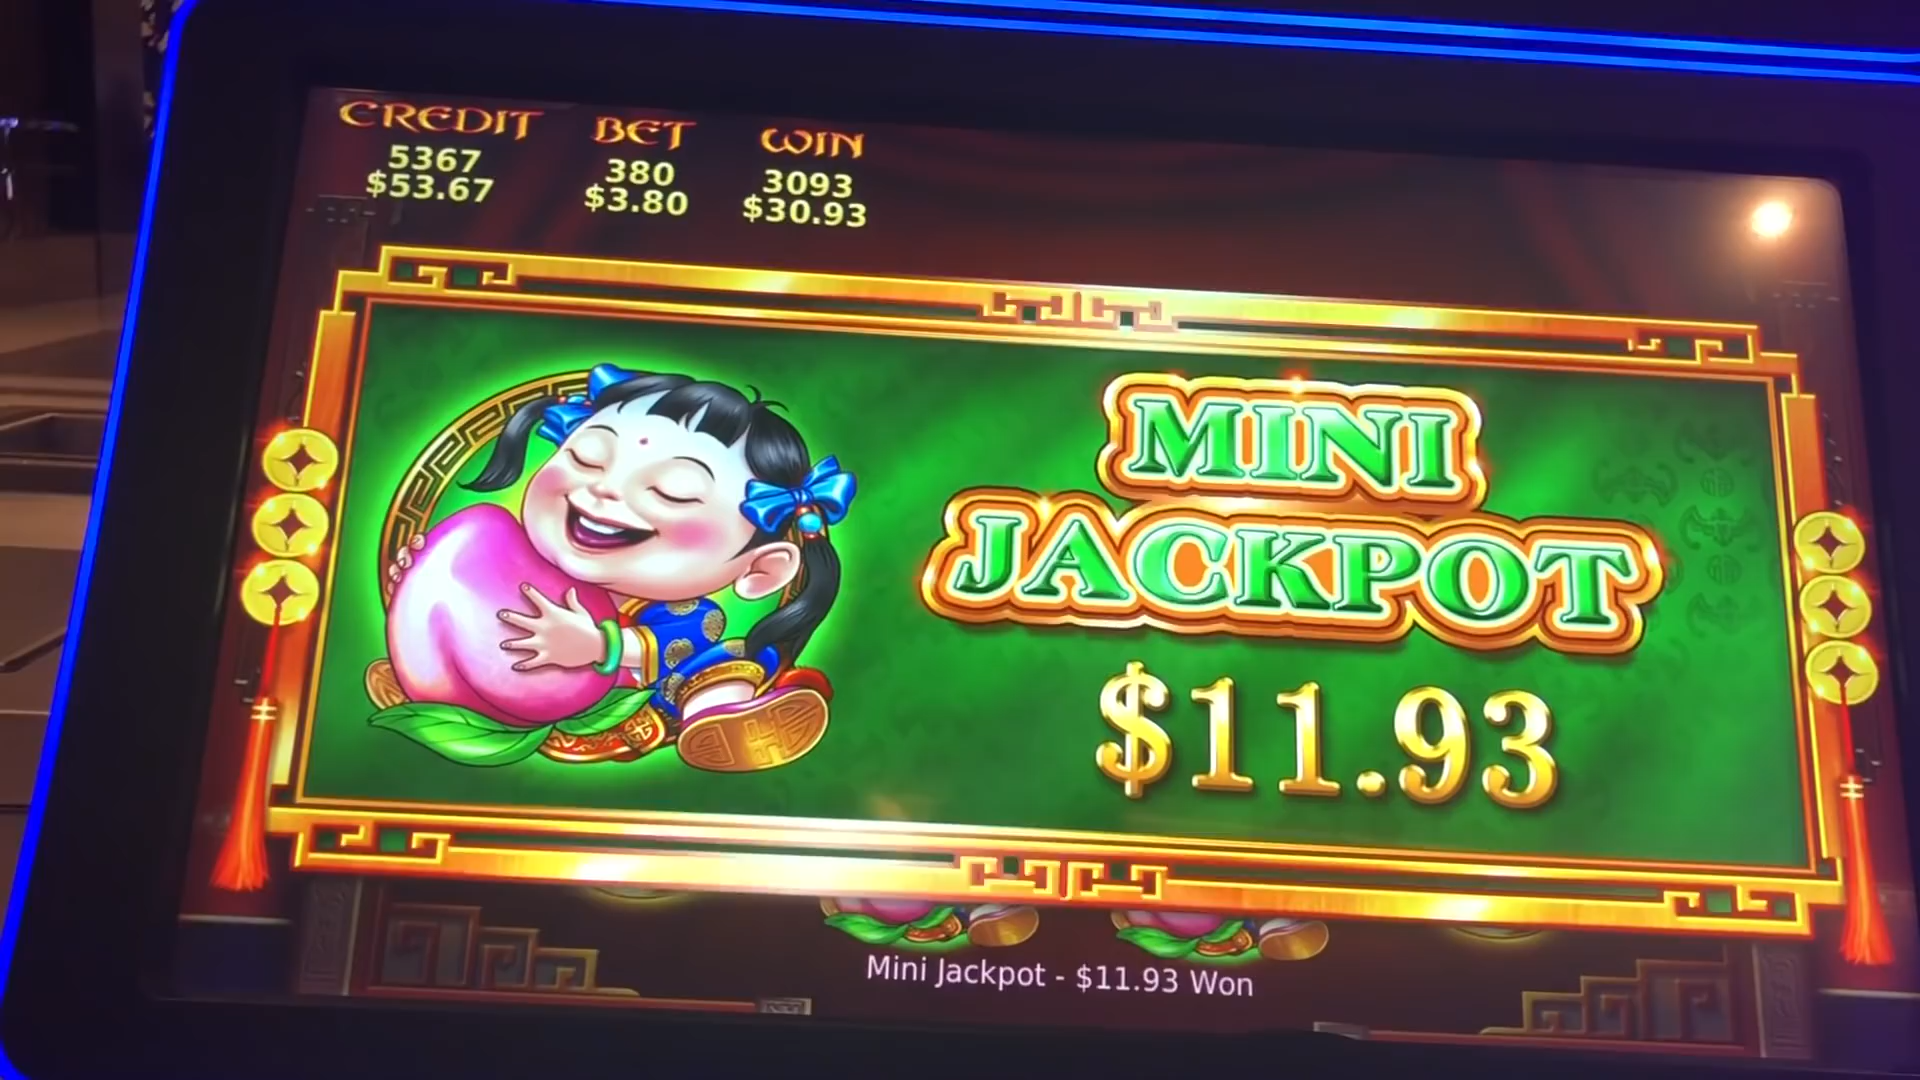 CREDIT BET WIN
5367 380 3093
$53.67 $3.80 $30.93
MINI
JACKPOT
$11.93
Mini Jackpot - $11.93 Won